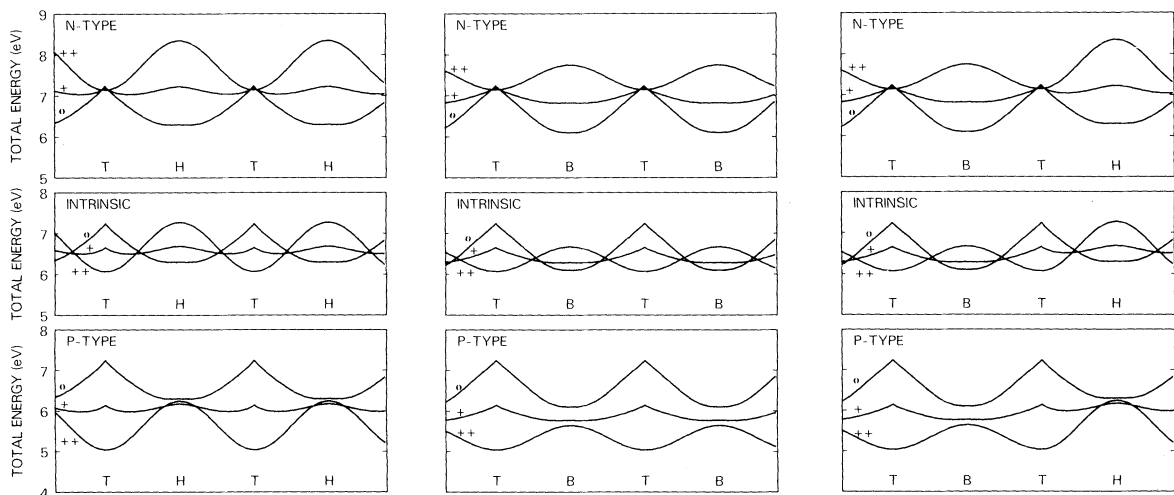 9
N-TYPE
8
++
7
+
o
6
T H T H
5
TOTAL ENERGY (eV)
N-TYPE
++
+
o
T B T B
N-TYPE
++
+
o
T B T H
8
INTRINSIC
7
o
+
6
++
T H T H
5
TOTAL ENERGY (eV)
INTRINSIC
o
+
++
T B T B
INTRINSIC
o
+
++
T B T H
8
P-TYPE
7
o
6
+
++
5
T H T H
4
TOTAL ENERGY (eV)
P-TYPE
o
+
++
T B T B
P-TYPE
o
+
++
T B T H